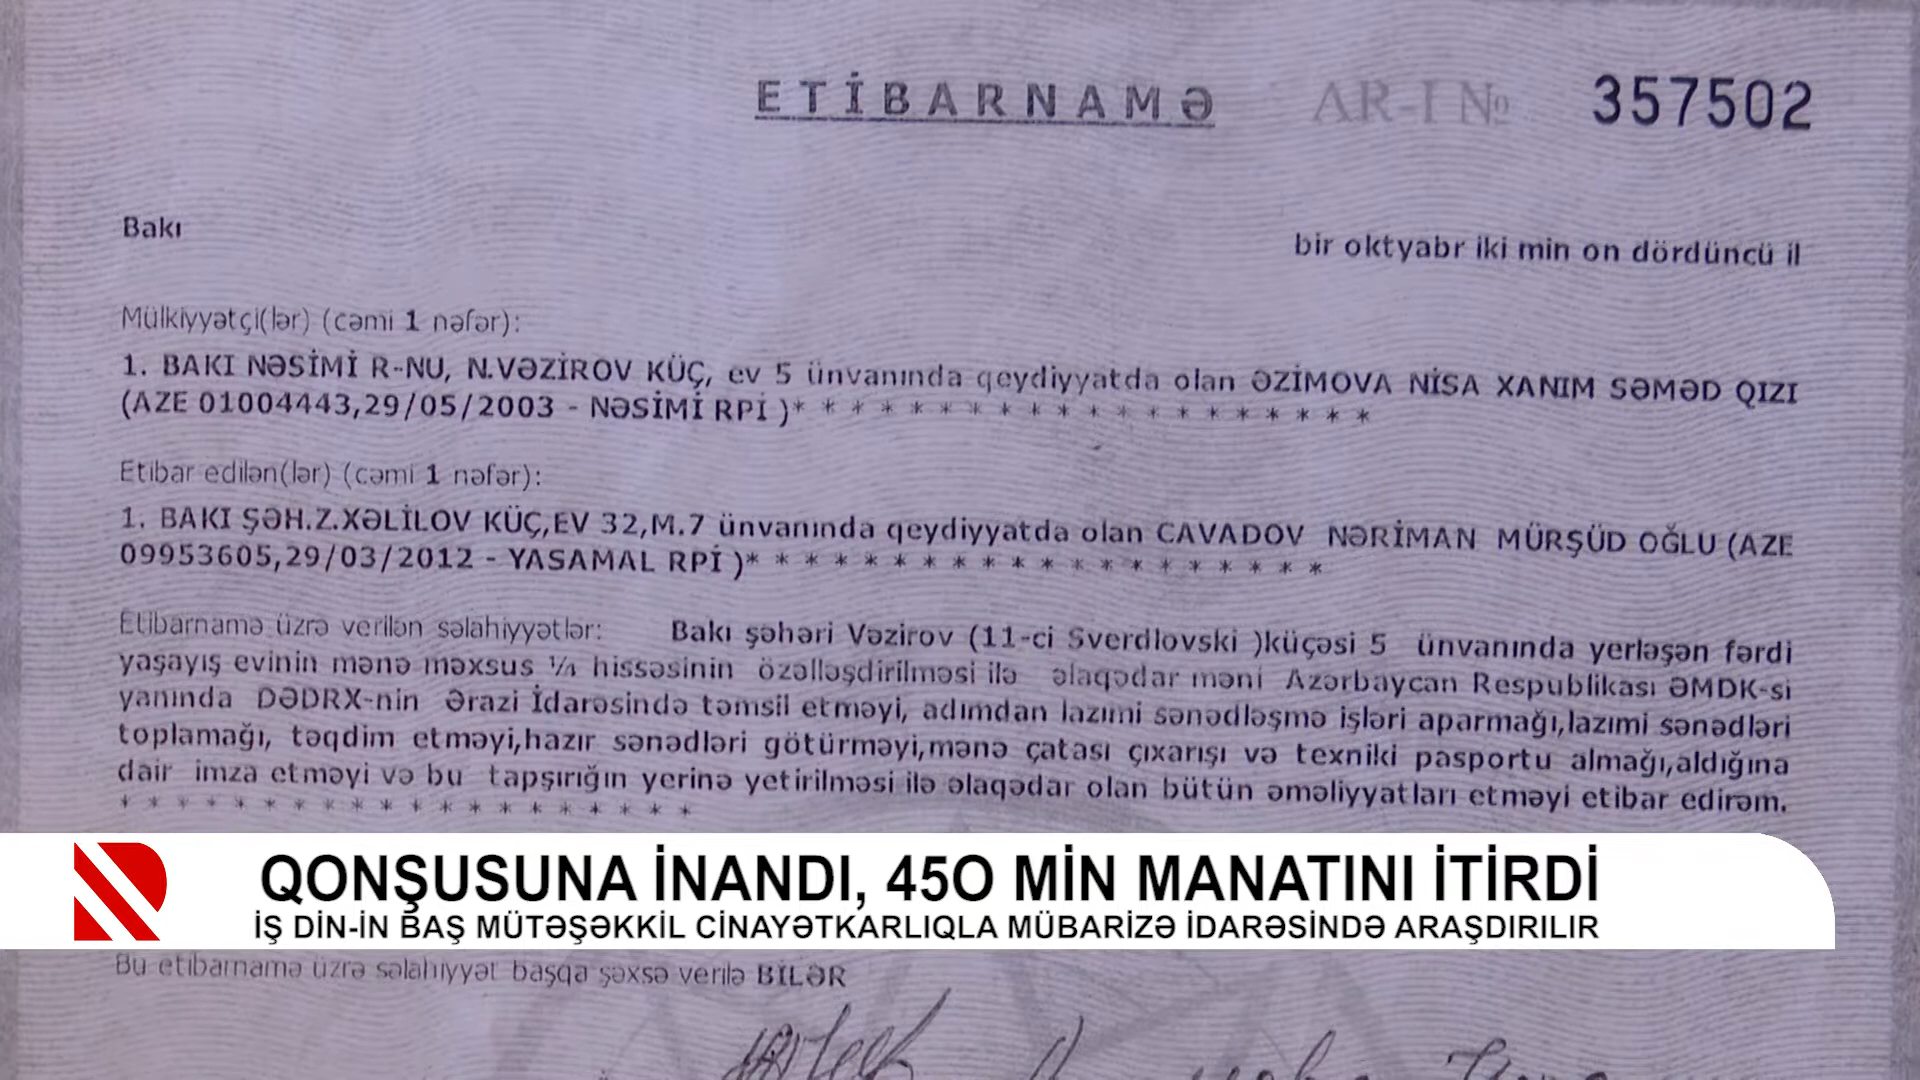 ETİBARNAMƏ AR-I № 357502
Bakı
bir oktyabr iki min on dördüncü il
Mülkiyyətçi(lər) (cəmi 1 nəfər):
1. BAKI NƏSİMİ R-NU, N.VƏZİROV KÜÇ, ev 5 ünvanında qeydiyyatda olan ƏZİMOVA NİSA XANIM SƏMƏD QIZI
(AZE 01004443,29/05/2003 - NƏSİMİ RPİ )* * * * * * * * * * * * * * * * * * * *
Etibar edilən(lər) (cəmi 1 nəfər):
1. BAKI ŞƏH.Z.XƏLİLOV KÜÇ,EV 32,M.7 ünvanında qeydiyyatda olan CAVADOV NƏRİMAN MÜRŞÜD OĞLU (AZE
09953605,29/03/2012 - YASAMAL RPİ )* * * * * * * * * * * * * * * * * * * *
Etibarnamə üzrə verilən səlahiyyətlər: Bakı şəhəri Vəzirov (11-ci Sverdlovski )küçəsi 5 ünvanında yerləşən fərdi
yaşayış evinin mənə məxsus ¼ hissəsinin özəlləşdirilməsi ilə əlaqədar məni Azərbaycan Respublikası ƏMDK-si
yanında DƏDRX-nin Ərazi İdarəsində təmsil etməyi, adımdan lazımi sənədləşmə işləri aparmağı,lazımi sənədləri
toplamağı, təqdim etməyi,hazır sənədləri götürməyi,mənə çatası çıxarışı və texniki pasportu almağı,aldığına
dair imza etməyi və bu tapşırığın yerinə yetirilməsi ilə əlaqədar olan bütün əməliyyatları etməyi etibar edirəm.
* * * * * * * * * * * * * * * * * * * *
QONŞUSUNA İNANDI, 45O MİN MANATINI İTİRDİ
İŞ DİN-İN BAŞ MÜTƏŞƏKKİL CİNAYƏTKARLIQLA MÜBARİZƏ İDARƏSİNDƏ ARAŞDIRILIR
Bu etibarnamə üzrə səlahiyyət başqa şəxsə verilə BİLƏR